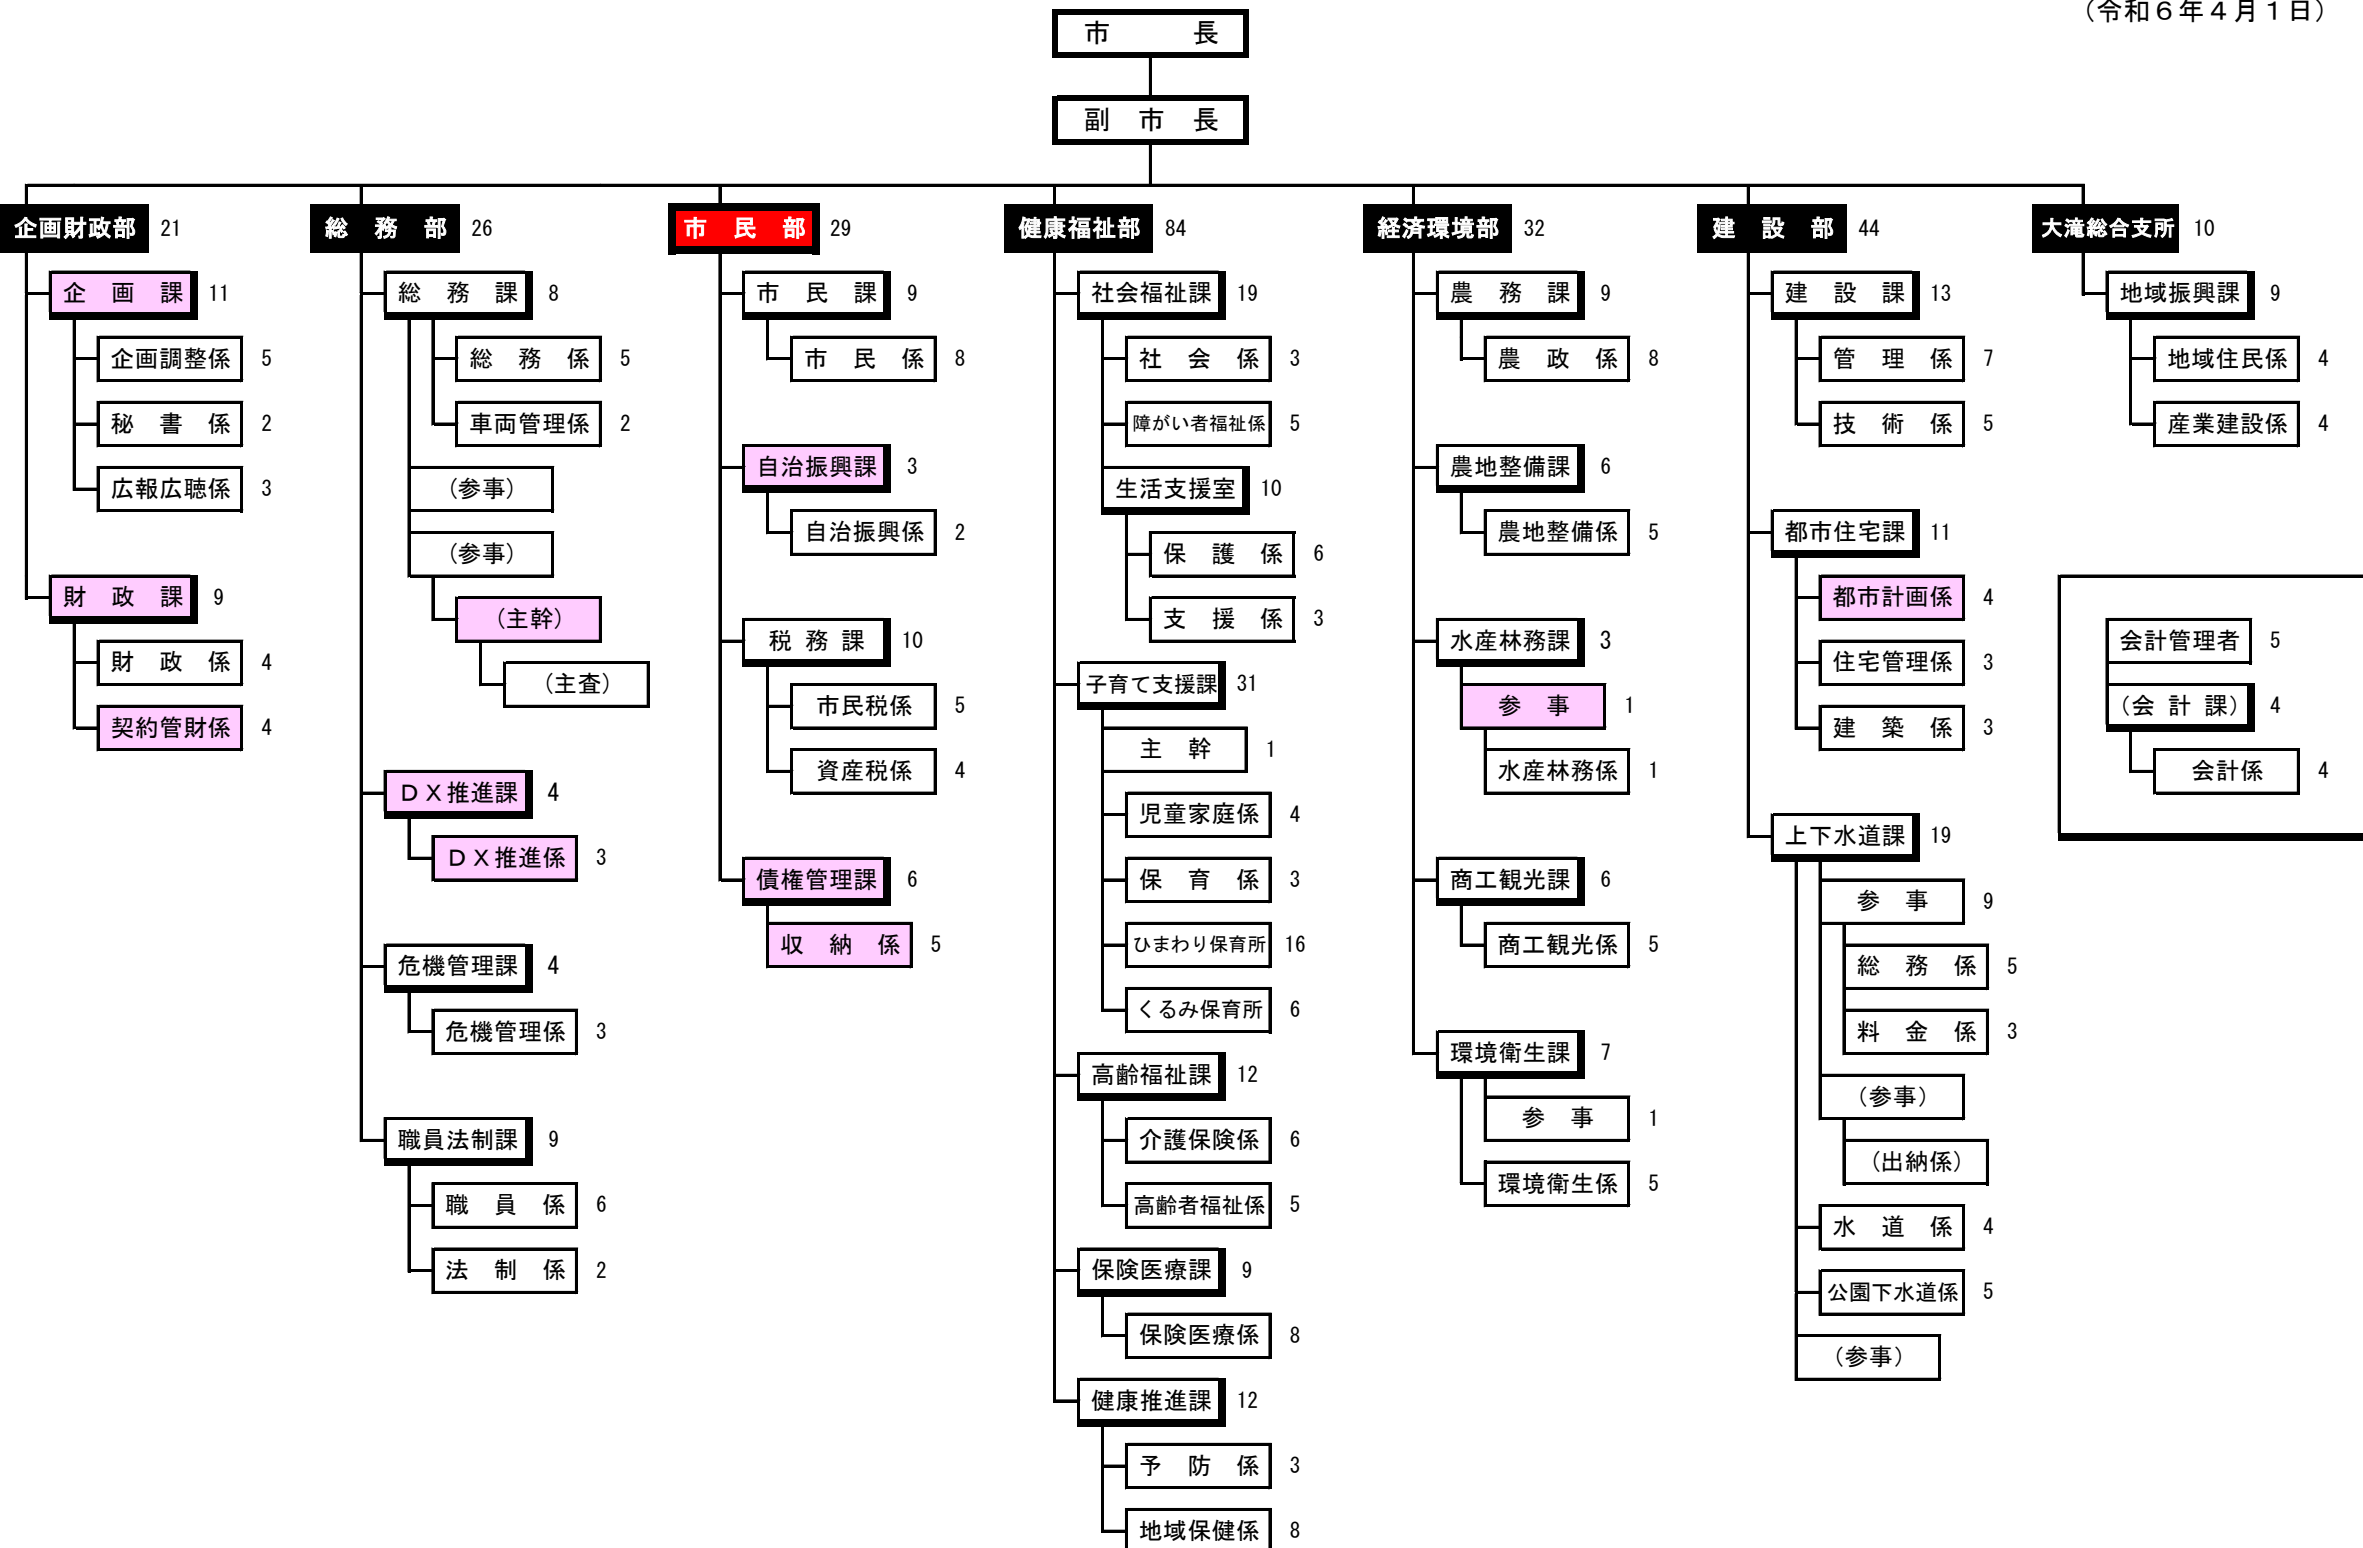 （令和６年４月１日）
市長
副市長
企画財政部 21
企画課 11
企画調整係 5
秘書係 2
広報広聴係 3
財政課 9
財政係 4
契約管財係 4
総務部 26
総務課 8
総務係 5
車両管理係 2
（参事）
（参事）
（主幹）
（主査）
ＤＸ推進課 4
ＤＸ推進係 3
危機管理課 4
危機管理係 3
職員法制課 9
職員係 6
法制係 2
市民部 29
市民課 9
市民係 8
自治振興課 3
自治振興係 2
税務課 10
市民税係 5
資産税係 4
債権管理課 6
収納係 5
健康福祉部 84
社会福祉課 19
社会係 3
障がい者福祉係 5
生活支援室 10
保護係 6
支援係 3
子育て支援課 31
主幹 1
児童家庭係 4
保育係 3
ひまわり保育所 16
くるみ保育所 6
高齢福祉課 12
介護保険係 6
高齢者福祉係 5
保険医療課 9
保険医療係 8
健康推進課 12
予防係 3
地域保健係 8
経済環境部 32
農務課 9
農政係 8
農地整備課 6
農地整備係 5
水産林務課 3
参事 1
水産林務係 1
商工観光課 6
商工観光係 5
環境衛生課 7
参事 1
環境衛生係 5
建設部 44
建設課 13
管理係 7
技術係 5
都市住宅課 11
都市計画係 4
住宅管理係 3
建築係 3
上下水道課 19
参事 9
総務係 5
料金係 3
（参事）
（出納係）
水道係 4
公園下水道係 5
（参事）
大滝総合支所 10
地域振興課 9
地域住民係 4
産業建設係 4
会計管理者 5
（会計課） 4
会計係 4